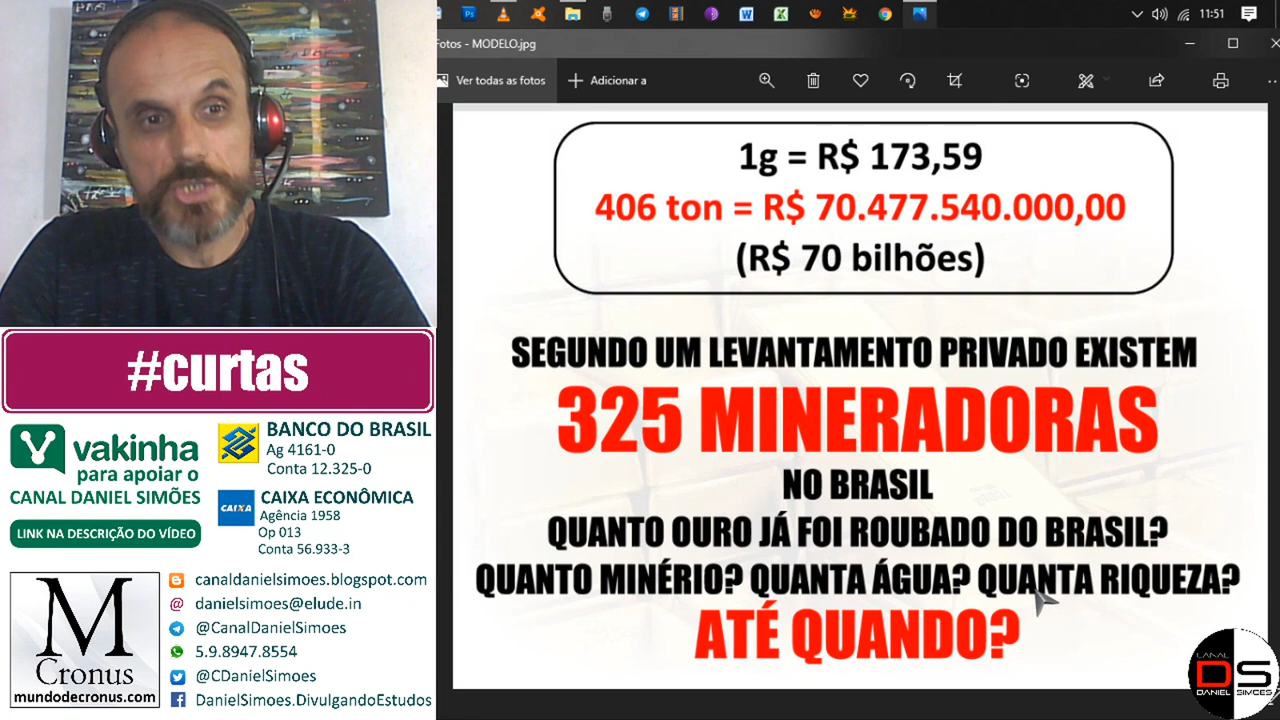 11:51
Fotos - MODELO.jpg
Ver todas as fotos
Adicionar a
1g = R$ 173,59
406 ton = R$ 70.477.540.000,00
(R$ 70 bilhões)
SEGUNDO UM LEVANTAMENTO PRIVADO EXISTEM
325 MINERADORAS
NO BRASIL
QUANTO OURO JÁ FOI ROUBADO DO BRASIL?
QUANTO MINÉRIO? QUANTA ÁGUA? QUANTA RIQUEZA?
ATÉ QUANDO?
#curtas
vakinha
para apoiar o
CANAL DANIEL SIMÕES
LINK NA DESCRIÇÃO DO VÍDEO
BANCO DO BRASIL
Ag 4161-0
Conta 12.325-0
CAIXA
CAIXA ECONÔMICA
Agência 1958
Op 013
Conta 56.933-3
M
Cronus
mundodecronus.com
canaldanielsimoes.blogspot.com
@ danielsimoes@elude.in
@CanalDanielSimoes
5.9.8947.8554
@CDanielSimoes
DanielSimoes.DivulgandoEstudos
CANAL
DS
DANIEL SIMÕES